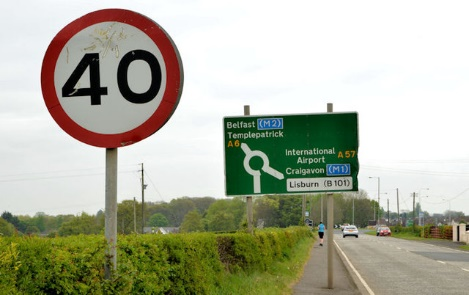 40
Belfast (M2)
Templepatrick
A6
International
Airport A57
Craigavon (M1)
Lisburn (B101)